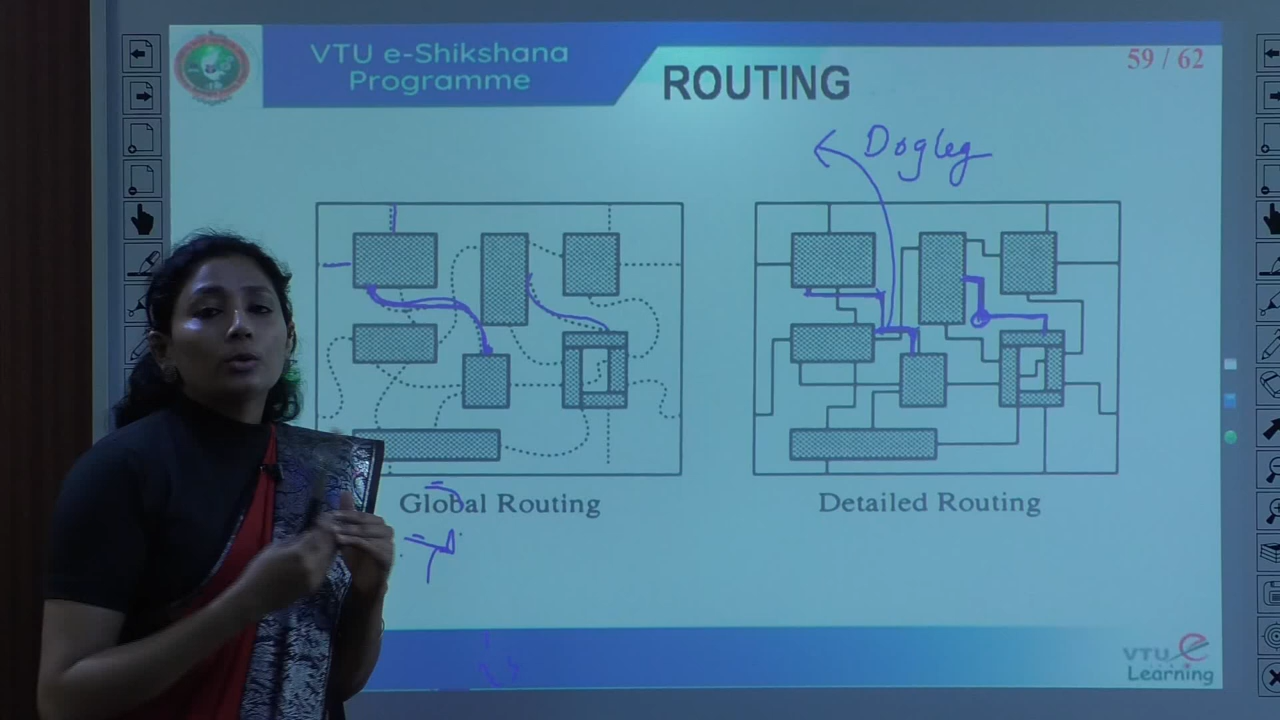 VTU e-Shikshana
Programme
ROUTING
59 / 62
Dogleg
Global Routing
Detailed Routing
VTU e
Learning